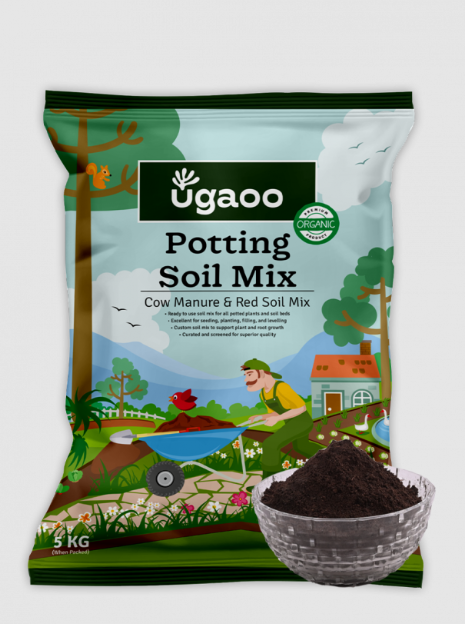 ugaoo
PREMIUM
ORGANIC
PRODUCT
Potting
Soil Mix
Cow Manure & Red Soil Mix
• Ready to use soil mix for all potted plants and soil beds
• Excellent for seeding, planting, filling, and levelling
• Custom soil mix to support plant and root growth
• Curated and screened for superior quality
5 KG
(When Packed)